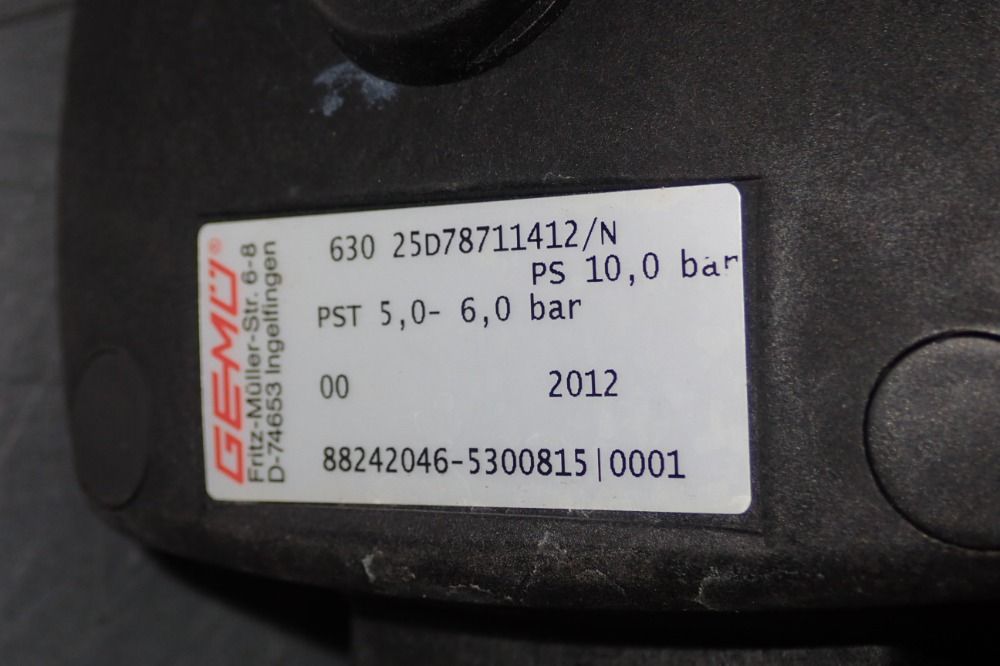 GEMÜ®
Fritz-Müller-Str. 6-8
D-74653 Ingelfingen
630 25D78711412/N
PS 10,0 bar
PST 5,0- 6,0 bar
00 2012
88242046-5300815|0001